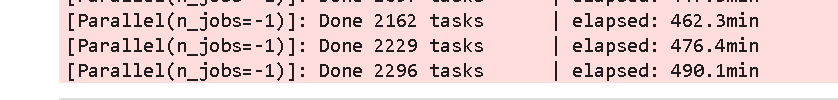 [Parallel(n_jobs=-1)]: Done 2162 tasks      | elapsed: 462.3min
[Parallel(n_jobs=-1)]: Done 2229 tasks      | elapsed: 476.4min
[Parallel(n_jobs=-1)]: Done 2296 tasks      | elapsed: 490.1min